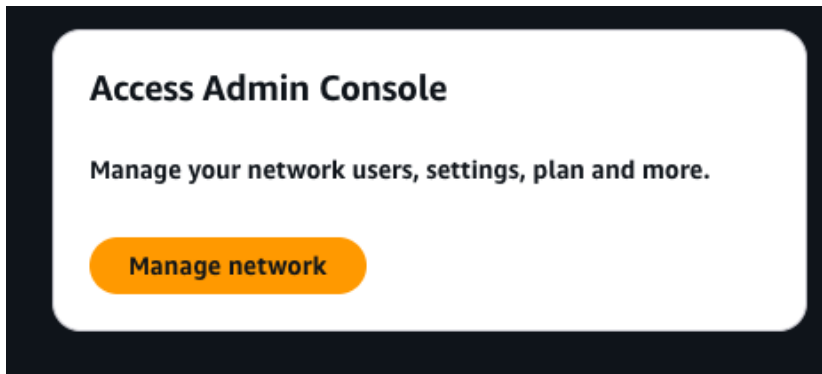 Access Admin Console
Manage your network users, settings, plan and more.
Manage network